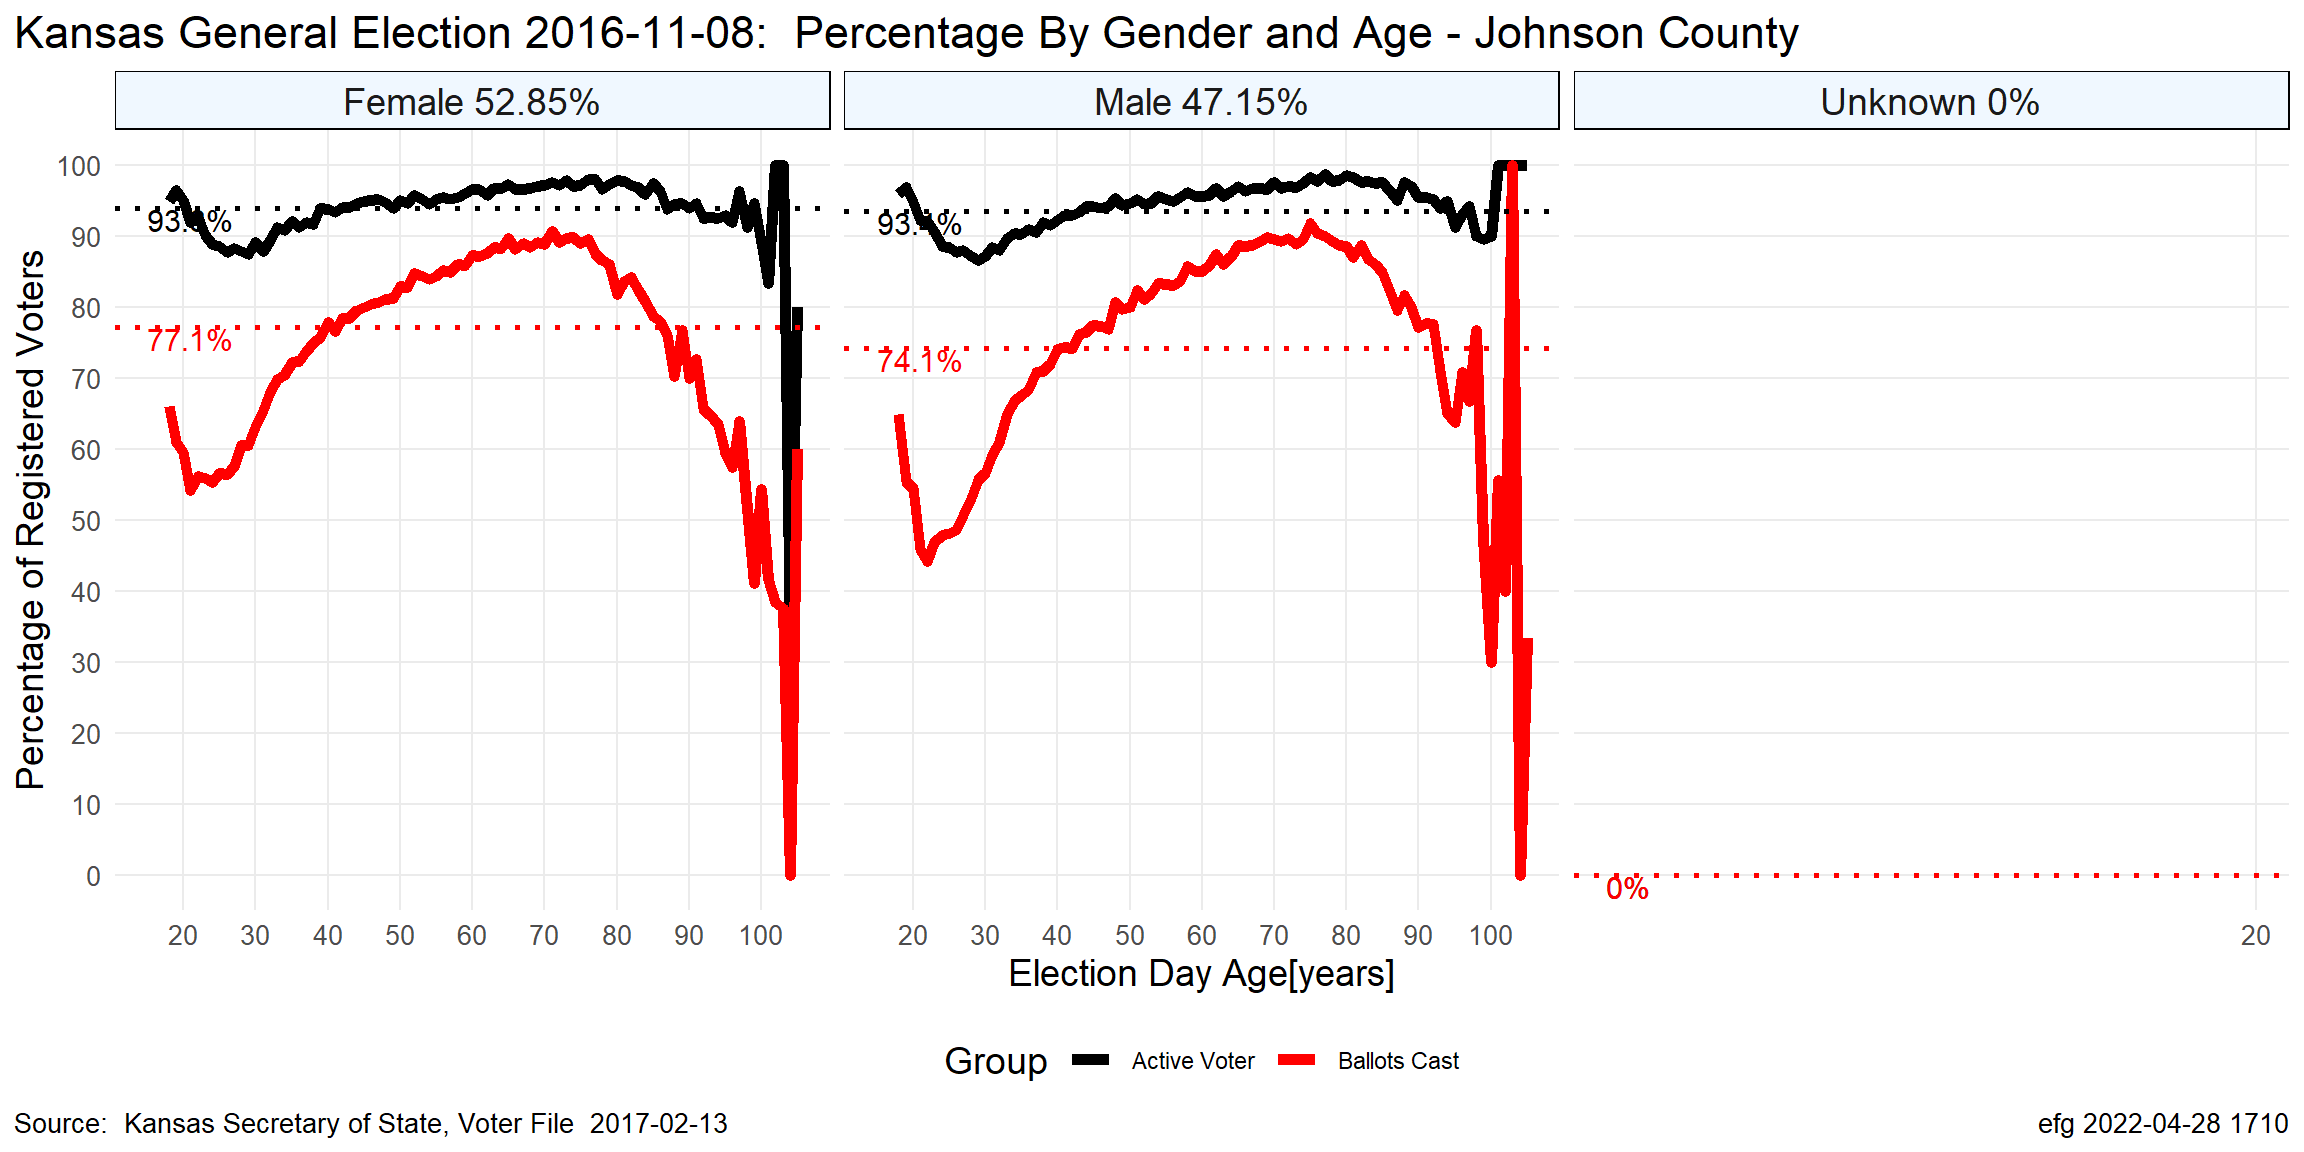 Kansas General Election 2016-11-08:  Percentage By Gender and Age - Johnson County
Female 52.85%
Male 47.15%
Unknown 0%
Percentage of Registered Voters
100
90
80
70
60
50
40
30
20
10
0
77.1%
93.4%
74.1%
0%
20 30 40 50 60 70 80 90 100
20 30 40 50 60 70 80 90 100
20
Election Day Age[years]
Group Active Voter Ballots Cast
Source:  Kansas Secretary of State, Voter File  2017-02-13
efg 2022-04-28 1710